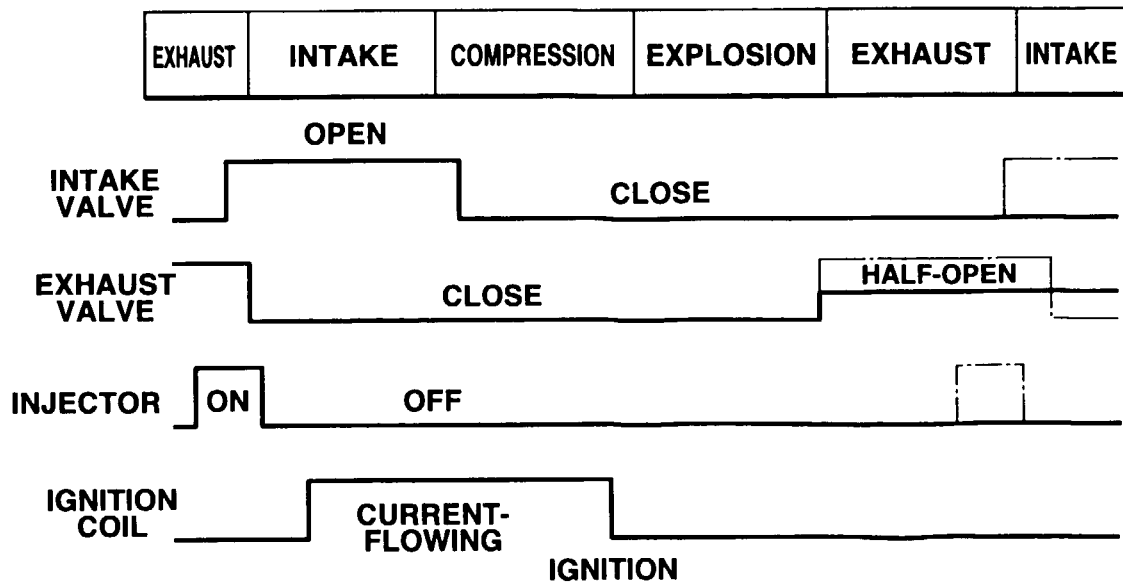 EXHAUST INTAKE COMPRESSION EXPLOSION EXHAUST INTAKE
OPEN
INTAKE
VALVE
CLOSE
EXHAUST
VALVE
CLOSE
HALF-OPEN
INJECTOR
ON
OFF
IGNITION
COIL
CURRENT-
FLOWING
IGNITION